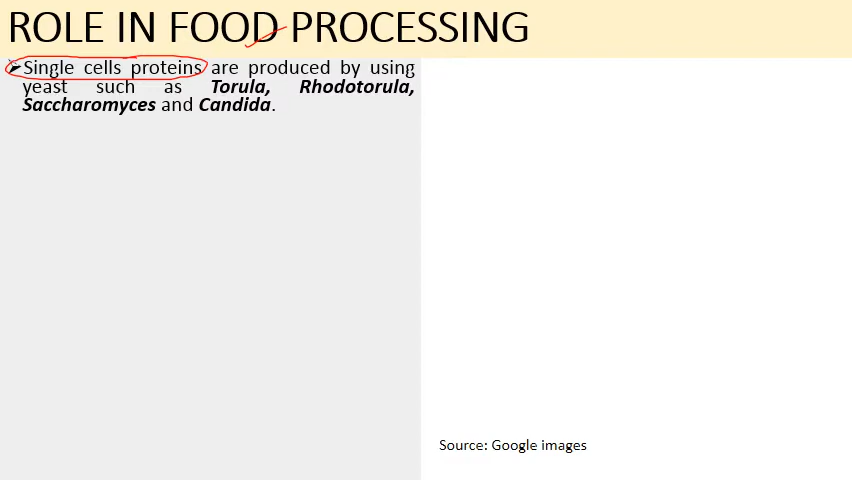 ROLE IN FOOD PROCESSING
➢Single cells proteins are produced by using
yeast such as Torula, Rhodotorula,
Saccharomyces and Candida.
Source: Google images